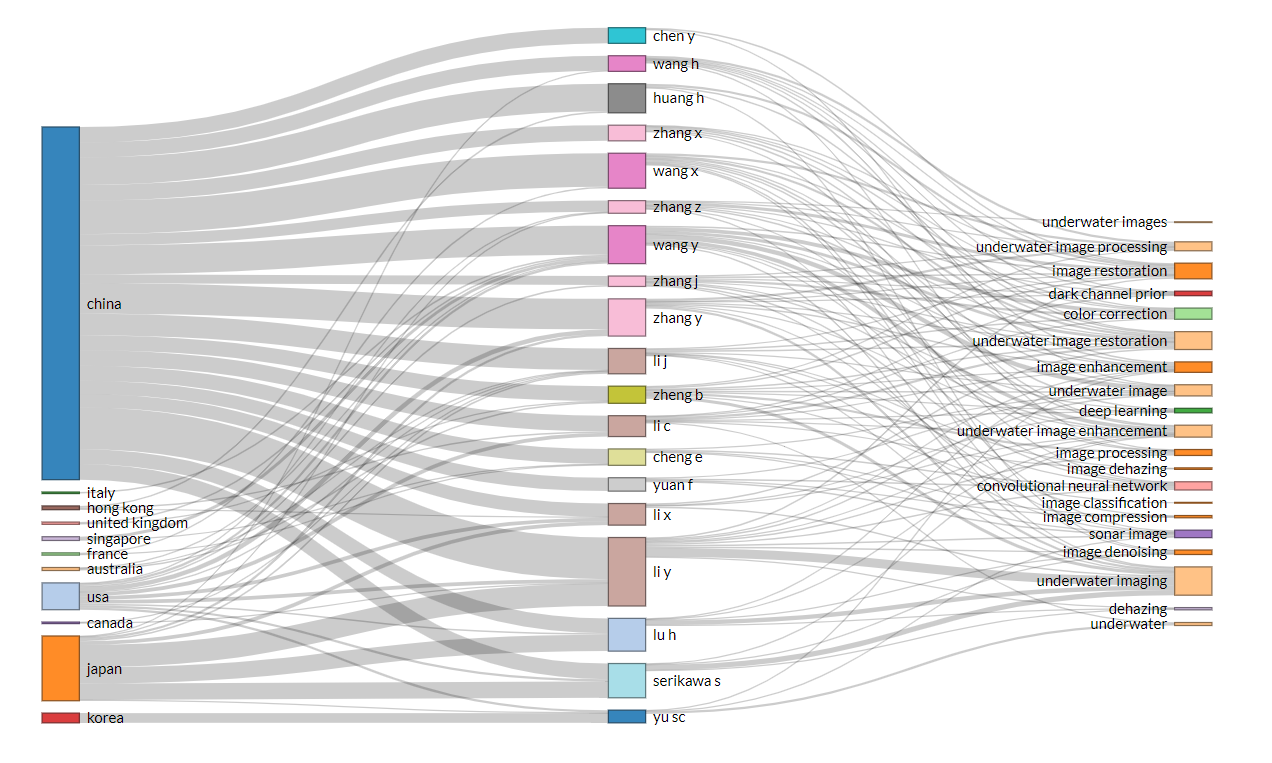 china
italy
hong kong
united kingdom
singapore
france
australia
usa
canada
japan
korea
chen y
wang h
huang h
zhang x
wang x
zhang z
wang y
zhang j
zhang y
li j
zheng b
li c
cheng e
yuan f
li x
li y
lu h
serikawa s
yu sc
underwater images
underwater image processing
image restoration
dark channel prior
color correction
underwater image restoration
image enhancement
underwater image
deep learning
underwater image enhancement
image processing
image dehazing
convolutional neural network
image classification
image compression
sonar image
image denoising
underwater imaging
dehazing
underwater